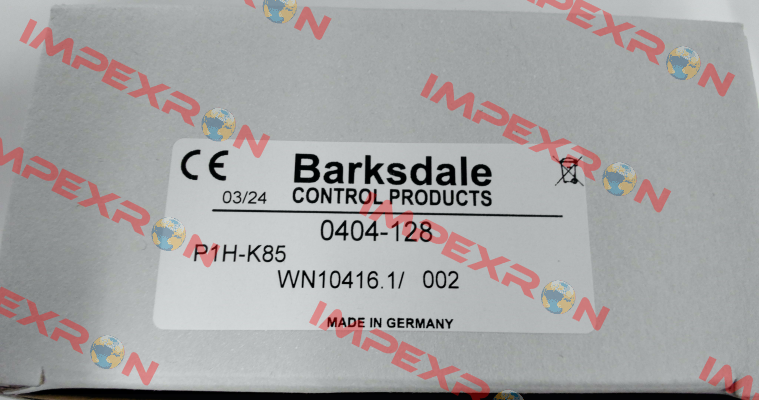 CE Barksdale
03/24 CONTROL PRODUCTS
0404-128
P1H-K85
WN10416.1/ 002
MADE IN GERMANY
IMPEXRON
IMPEXRON
IMPEXRON
IMPEXRON
IMPEXRON
IMPEXRON